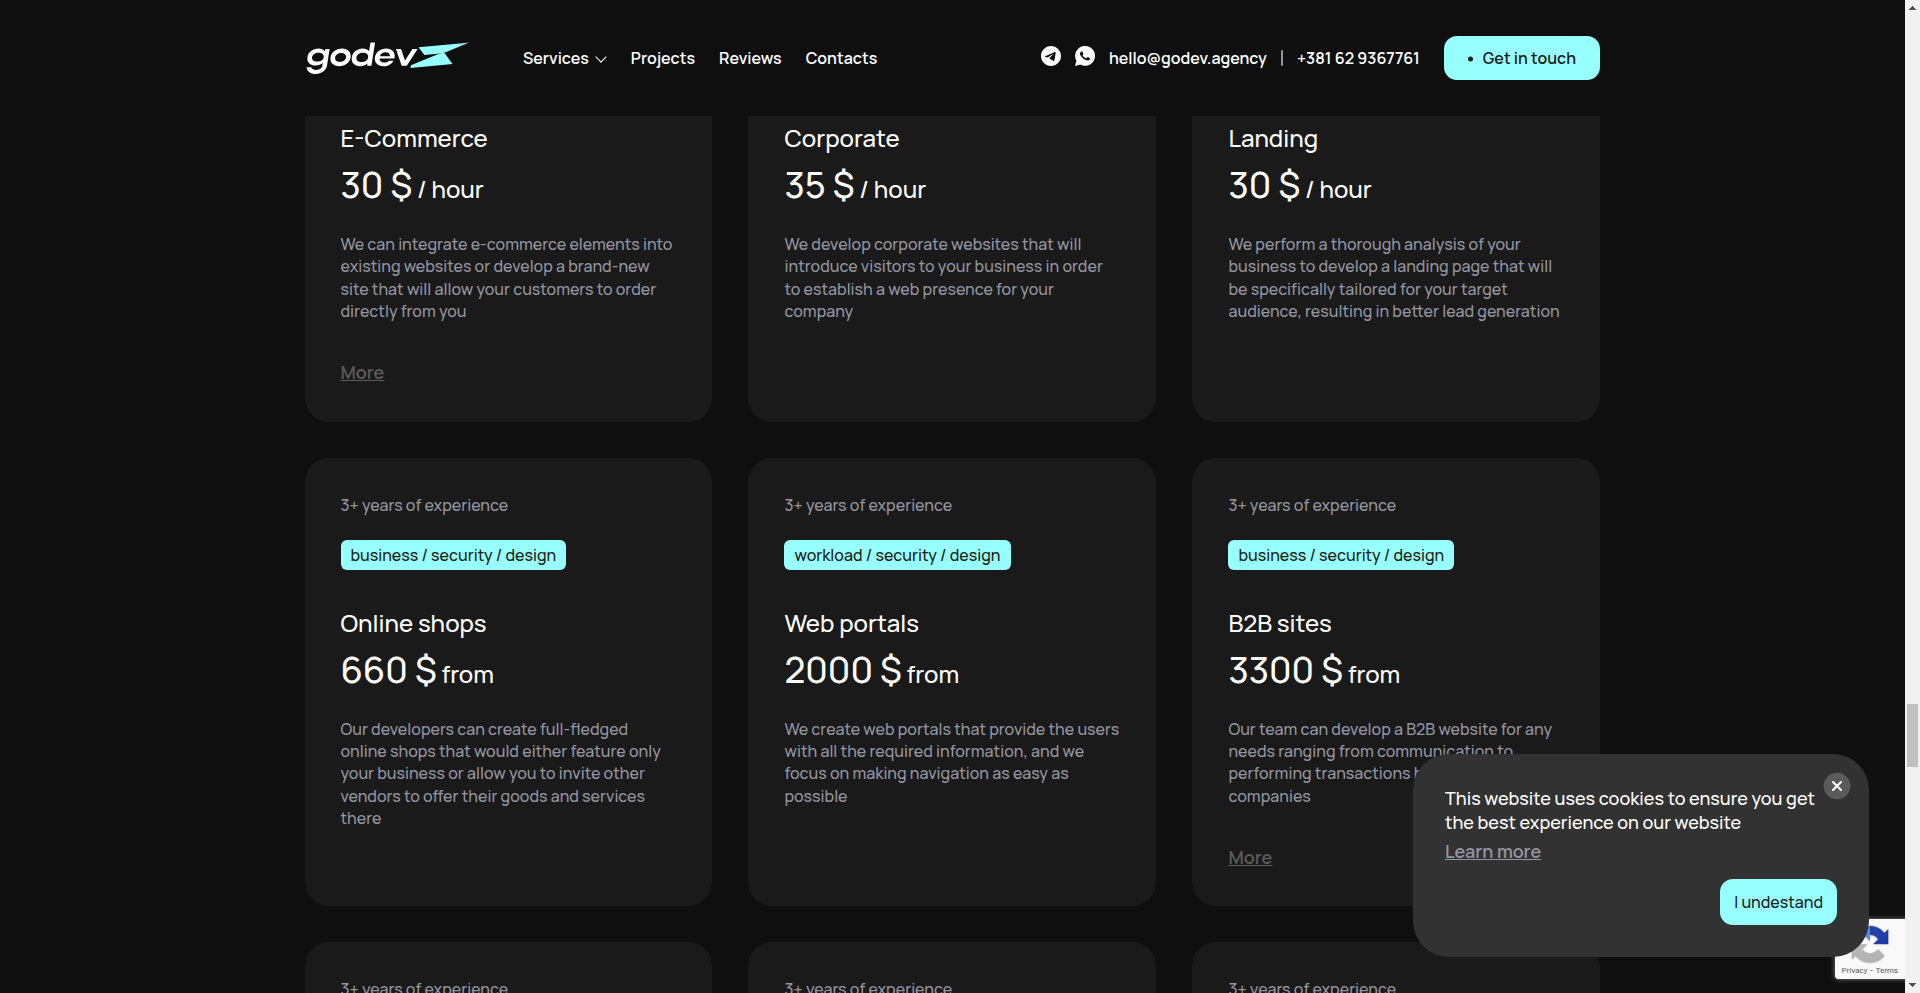 godev
Services Projects Reviews Contacts hello@godev.agency | +381 62 9367761 • Get in touch
E-Commerce
30 $ / hour
We can integrate e-commerce elements into
existing websites or develop a brand-new
site that will allow your customers to order
directly from you
More
Corporate
35 $ / hour
We develop corporate websites that will
introduce visitors to your business in order
to establish a web presence for your
company
Landing
30 $ / hour
We perform a thorough analysis of your
business to develop a landing page that will
be specifically tailored for your target
audience, resulting in better lead generation
3+ years of experience
business / security / design
Online shops
660 $ from
Our developers can create full-fledged
online shops that would either feature only
your business or allow you to invite other
vendors to offer their goods and services
there
3+ years of experience
workload / security / design
Web portals
2000 $ from
We create web portals that provide the users
with all the required information, and we
focus on making navigation as easy as
possible
3+ years of experience
business / security / design
B2B sites
3300 $ from
Our team can develop a B2B website for any
needs ranging from communication to
performing transactions
companies
More
This website uses cookies to ensure you get
the best experience on our website
Learn more
I undestand
Privacy - Terms
3+ years of experience
3+ years of experience
3+ years of experience